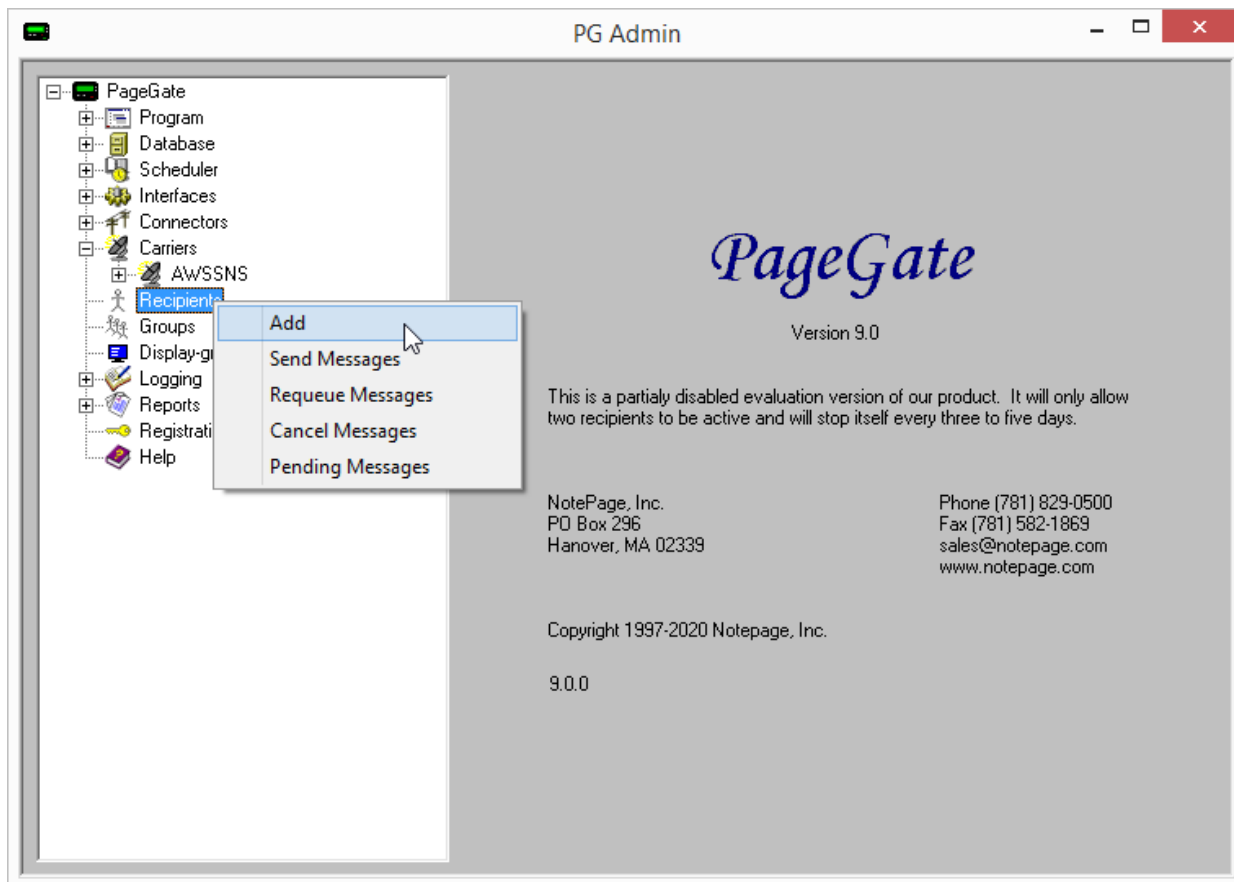 PG Admin
PageGate
Program
Database
Scheduler
Interfaces
Connectors
Carriers
AWSSNS
Recipients
Groups
Display-gr
Logging
Reports
Registrati
Help
Add
Send Messages
Requeue Messages
Cancel Messages
Pending Messages
PageGate
Version 9.0
This is a partialy disabled evaluation version of our product. It will only allow
two recipients to be active and will stop itself every three to five days.
NotePage, Inc.
PO Box 296
Hanover, MA 02339
Phone (781) 829-0500
Fax (781) 582-1869
sales@notepage.com
www.notepage.com
Copyright 1997-2020 Notepage, Inc.
9.0.0